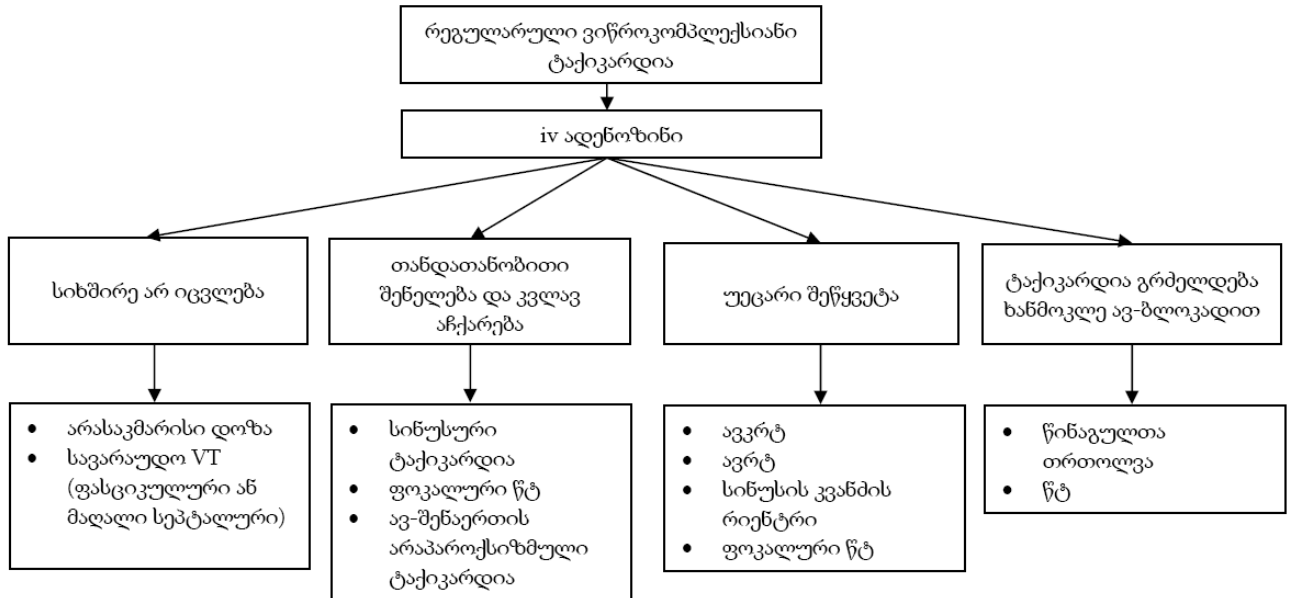 რეგულარული ვიწროკომპლექსიანი
ტაქიკარდია
iv ადენოზინი
სიხშირე არ იცვლება
თანდათანობითი
შენელება და კვლავ
აჩქარება
უეცარი შეწყვეტა
ტაქიკარდია გრძელდება
ხანმოკლე ავ-ბლოკადით
• არასაკმარისი დოზა
• სავარაუდო VT
(ფასციკულური ან
მაღალი სეპტალური)
• სინუსური
ტაქიკარდია
• ფოკალური წტ
• ავ-შენაერთის
არაპაროქსიზმული
ტაქიკარდია
• ავკრტ
• ავრტ
• სინუსის კვანძის
რიენტრი
• ფოკალური წტ
• წინაგულთა
თრთოლვა
• წტ